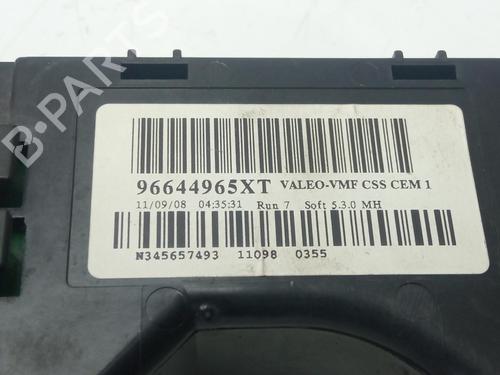 B-PARTS
96644965XT VALEO-VMF CSS CEM 1
11/09/08 04:35:31 Run 7 Soft 5.3.0 MH
N345657493 11098 0355